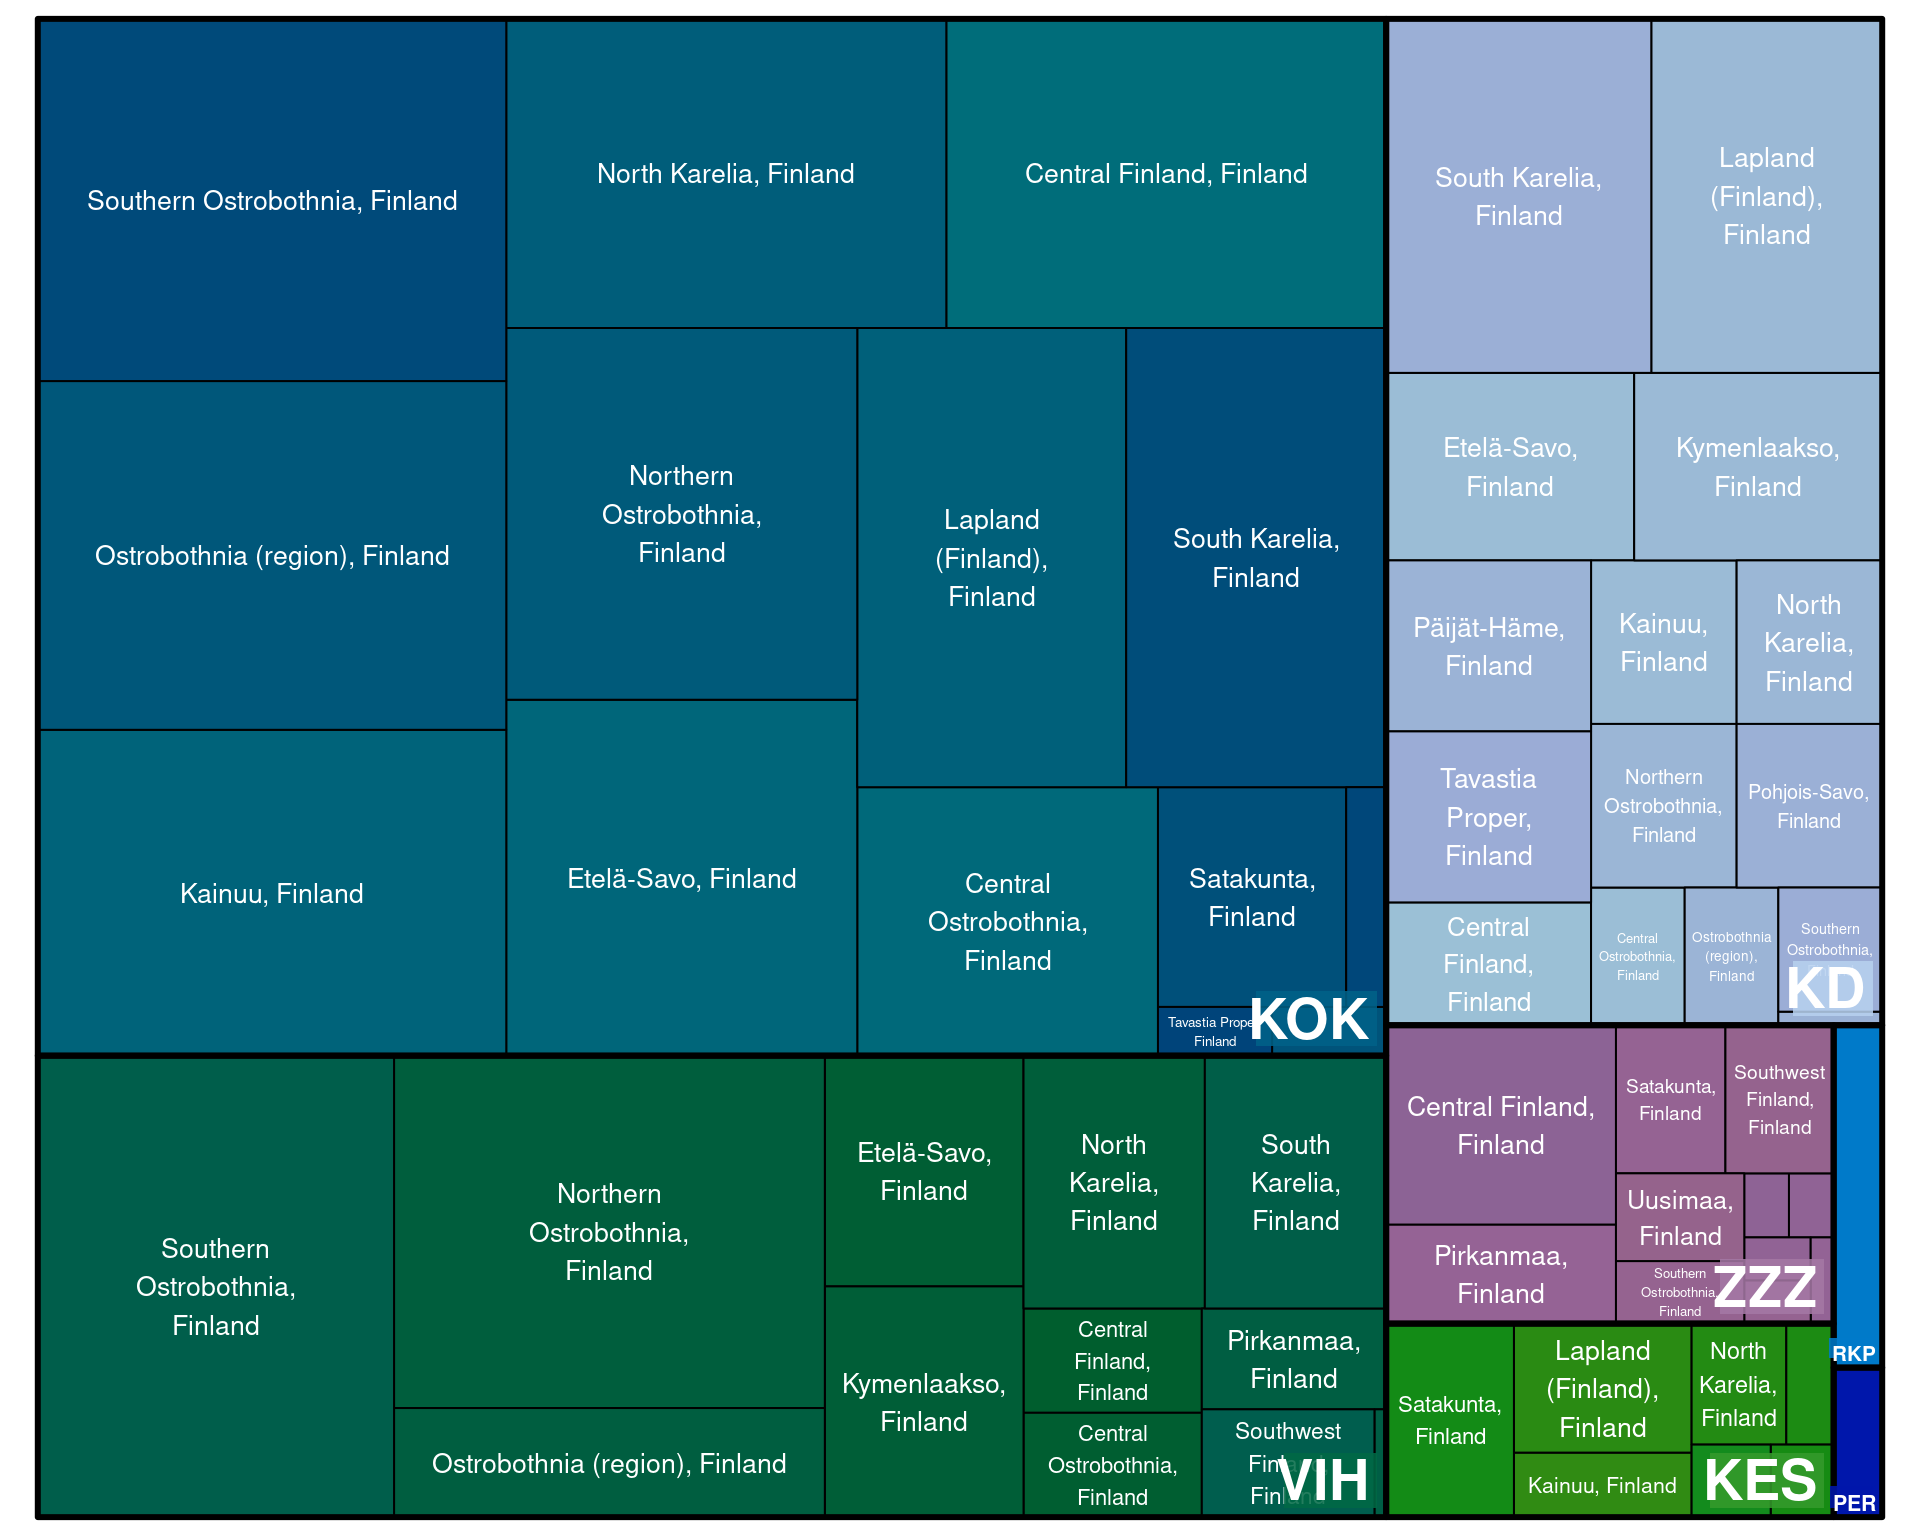 Southern Ostrobothnia, Finland
North Karelia, Finland
Central Finland, Finland
Ostrobothnia (region), Finland
Northern
Ostrobothnia,
Finland
Lapland
(Finland),
Finland
South Karelia,
Finland
Kainuu, Finland
Etelä-Savo, Finland
Central
Ostrobothnia,
Finland
Satakunta,
Finland
Tavastia Proper,
Finland
KOK
South Karelia,
Finland
Lapland
(Finland),
Finland
Etelä-Savo,
Finland
Kymenlaakso,
Finland
Päijät-Häme,
Finland
Kainuu,
Finland
North
Karelia,
Finland
Tavastia
Proper,
Finland
Northern
Ostrobothnia,
Finland
Pohjois-Savo,
Finland
Central
Finland,
Finland
Central
Ostrobothnia,
Finland
Ostrobothnia
(region),
Finland
Southern
Ostrobothnia,
KD
Southern
Ostrobothnia,
Finland
Northern
Ostrobothnia,
Finland
Ostrobothnia (region), Finland
Etelä-Savo,
Finland
Kymenlaakso,
Finland
North
Karelia,
Finland
South
Karelia,
Finland
Central
Finland,
Finland
Pirkanmaa,
Finland
Central
Ostrobothnia,
Finland
Southwest
Finland,
Finland
VIH
Central Finland,
Finland
Satakunta,
Finland
Southwest
Finland,
Finland
Pirkanmaa,
Finland
Uusimaa,
Finland
Southern
Ostrobothnia,
Finland
ZZZ
Satakunta,
Finland
Lapland
(Finland),
Finland
North
Karelia,
Finland
Kainuu, Finland
KES
RKP
PER